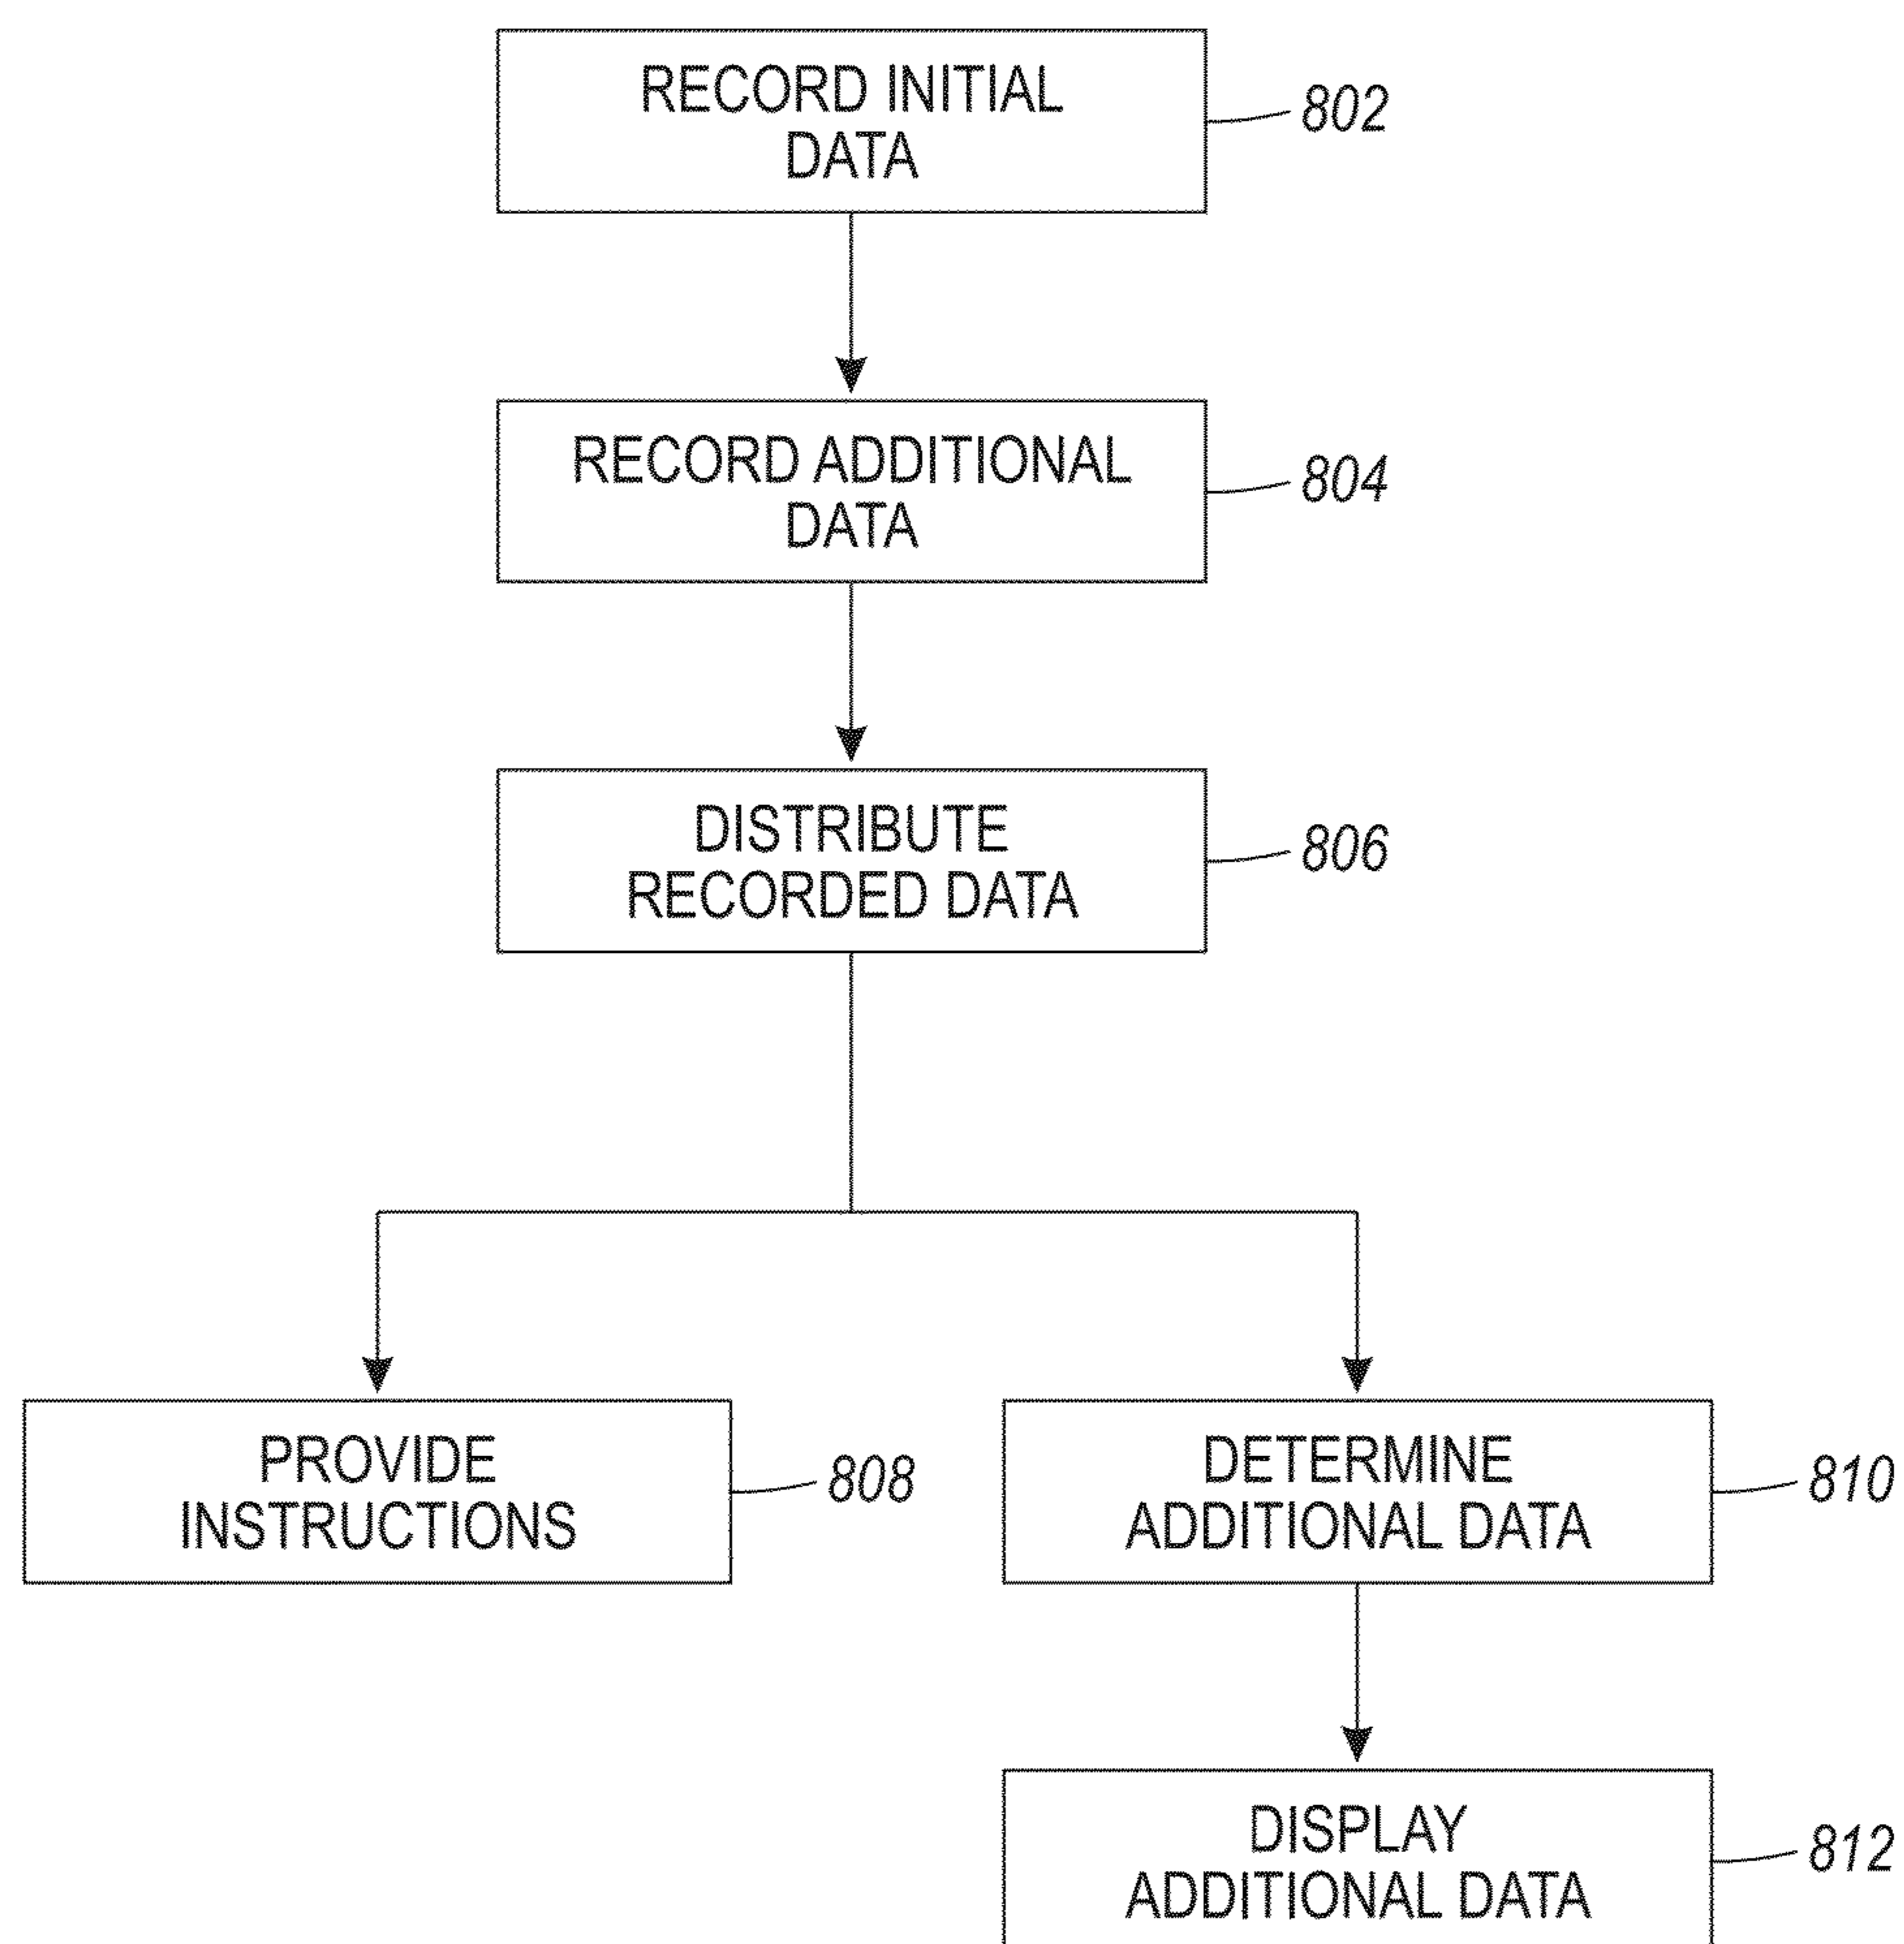 RECORD INITIAL
DATA
802
RECORD ADDITIONAL
DATA
804
DISTRIBUTE
RECORDED DATA
806
PROVIDE
INSTRUCTIONS
808
DETERMINE
ADDITIONAL DATA
810
DISPLAY
ADDITIONAL DATA
812